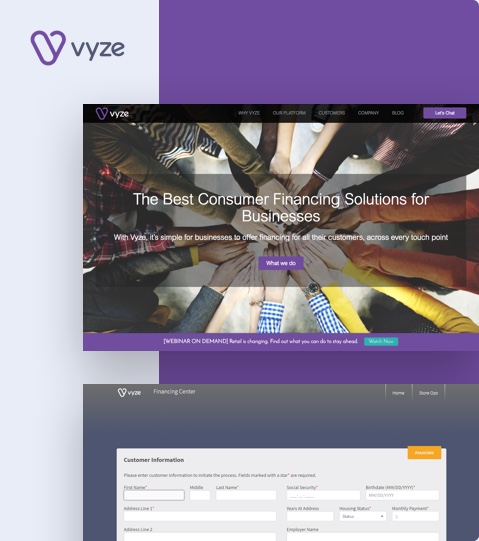 vyze
vyze WHY VYZE OUR PLATFORM CUSTOMERS COMPANY BLOG Let's Chat
The Best Consumer Financing Solutions for
Businesses
With Vyze, it's simple for businesses to offer financing for all their customers, across every touch point
What we do
[WEBINAR ON DEMAND] Retail is changing. Find out what you can do to stay ahead. Watch Now
vyze Financing Center Home Store Ops
Customer Information
Please enter customer information to initiate the process. Fields marked with a star* are required.
First Name* Middle Last Name* Social Security* Birthdate (MM/DD/YYYY)*
MM/DD/YYYY
Address Line 1* Years At Address Housing Status* Monthly Payment*
Status
Address Line 2 Employer Name